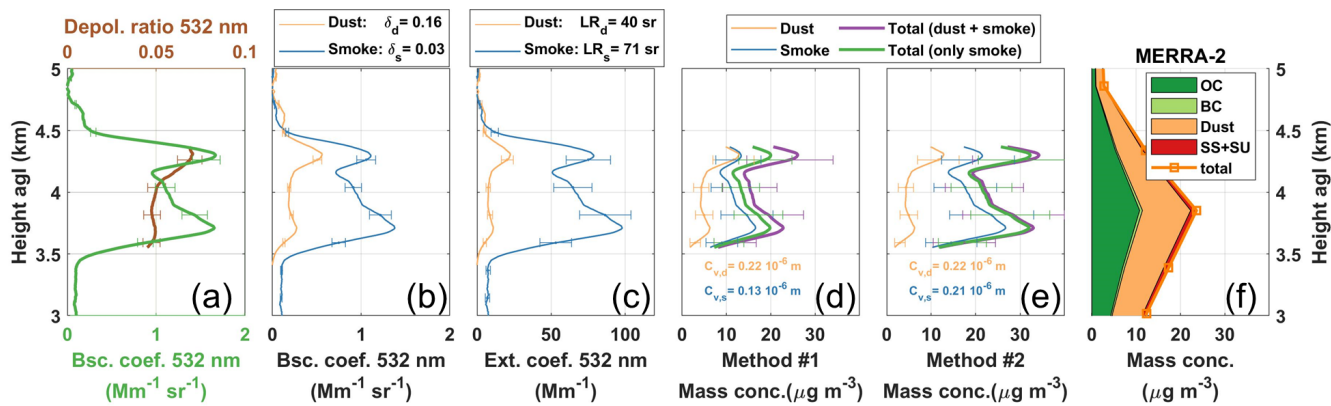 Depol. ratio 532 nm
0 0.05 0.1
Dust: δd = 0.16
Smoke: δs = 0.03
Dust: LRd = 40 sr
Smoke: LRs = 71 sr
Dust
Smoke
Total (dust + smoke)
Total (only smoke)
MERRA-2
OC
BC
Dust
SS+SU
total
Height agl (km)
5
4.5
4
3.5
3
(a)
0 1 2
Bsc. coef. 532 nm
(Mm-1 sr-1)
(b)
0 1 2
Bsc. coef. 532 nm
(Mm-1 sr-1)
(c)
0 50 100
Ext. coef. 532 nm
(Mm-1)
Cv,d= 0.22 10-6 m
Cv,s= 0.13 10-6 m
(d)
0 10 20 30
Method #1
Mass conc.(μg m-3)
Cv,d= 0.22 10-6 m
Cv,s= 0.21 10-6 m
(e)
0 10 20 30
Method #2
Mass conc.(μg m-3)
(f)
0 10 20 30 40
Mass conc.
(μg m-3)
5
4.5
4
3.5
3
Height agl (km)